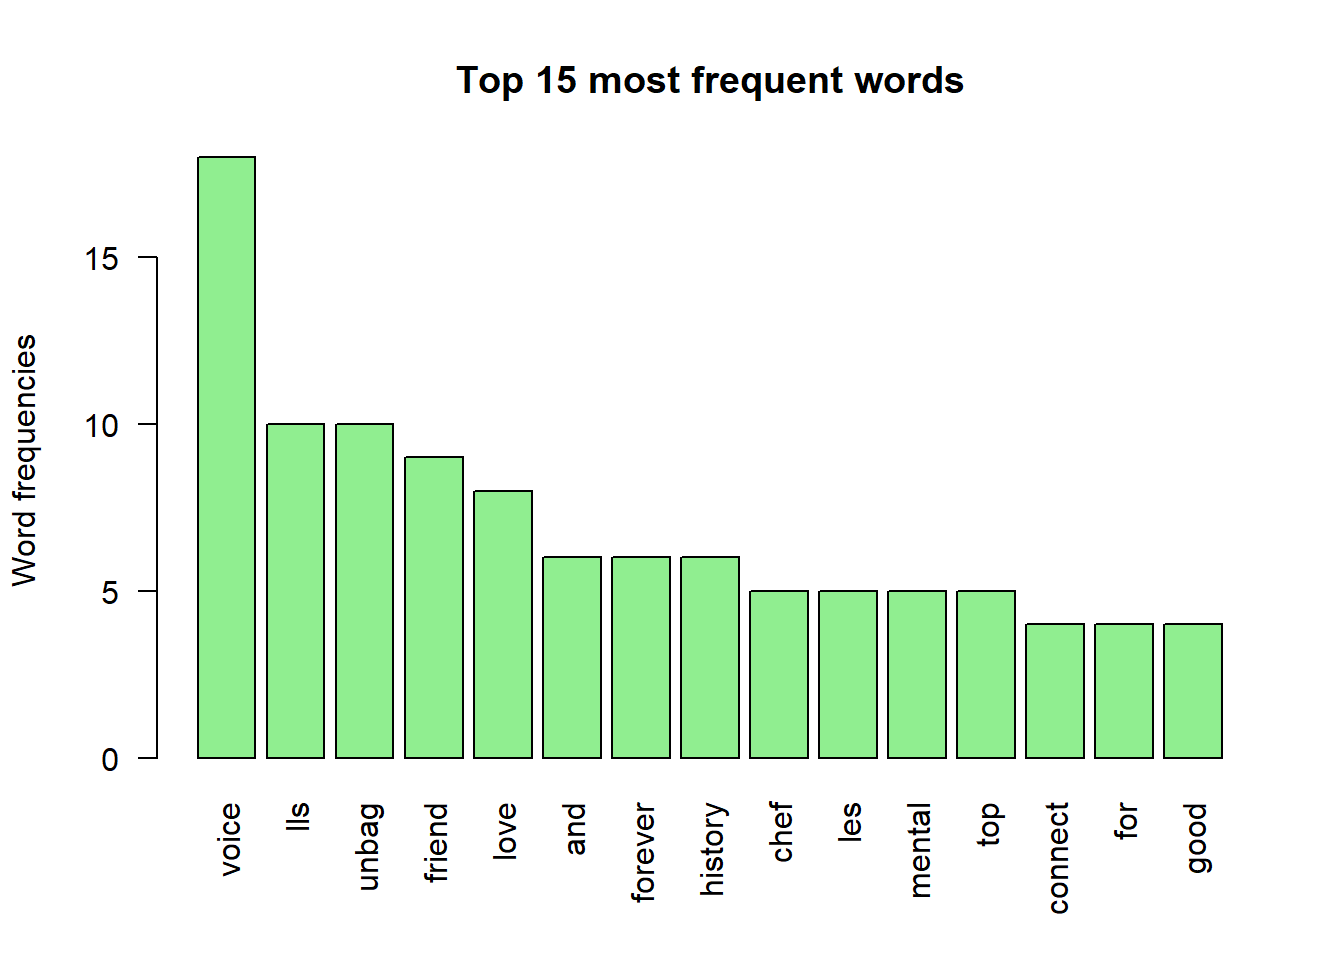 Top 15 most frequent words
Word frequencies
15
10
5
0
voice
lls
unbag
friend
love
and
forever
history
chef
les
mental
top
connect
for
good